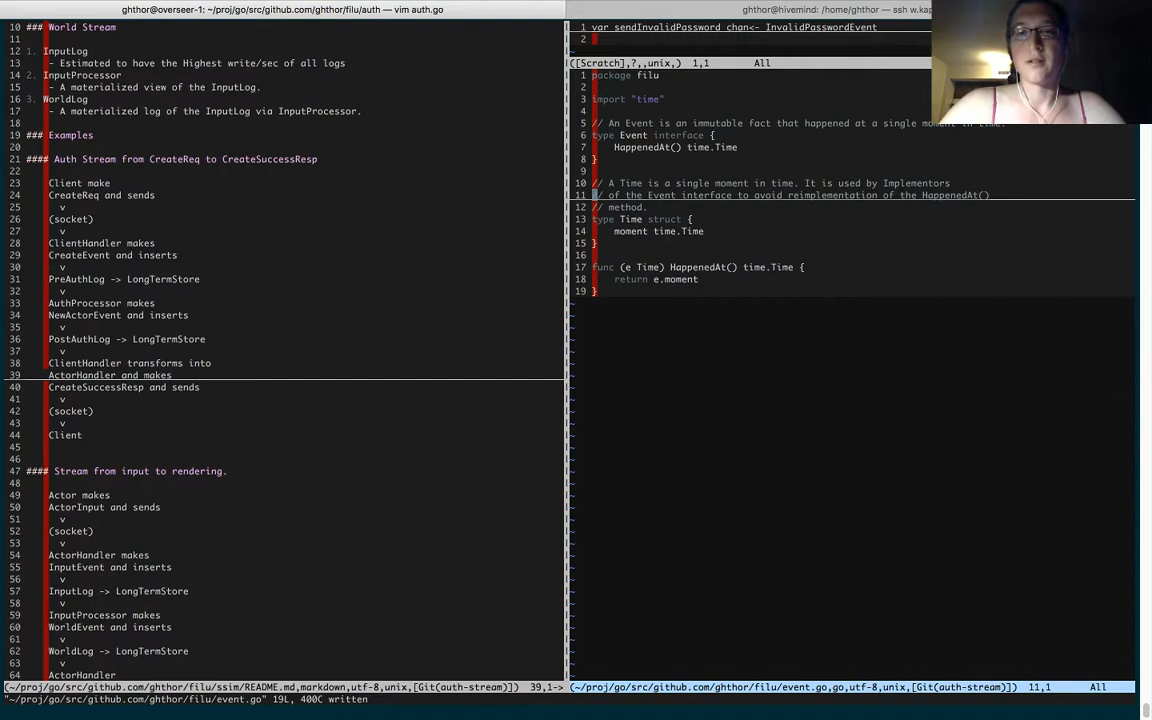 ghthor@overseer-1: ~/proj/go/src/github.com/ghthor/filu/auth — vim auth.go
ghthor@hivemind: /home/ghthor — ssh w.kap
10 ### World Stream
11
12 1. InputLog
13 - Estimated to have the Highest write/sec of all logs
14 2. InputProcessor
15 - A materialized view of the InputLog.
16 3. WorldLog
17 - A materialized log of the InputLog via InputProcessor.
18
19 ### Examples
20
21 #### Auth Stream from CreateReq to CreateSuccessResp
22
23 Client make
24 CreateReq and sends
25 v
26 (socket)
27 v
28 ClientHandler makes
29 CreateEvent and inserts
30 v
31 PreAuthLog -> LongTermStore
32 v
33 AuthProcessor makes
34 NewActorEvent and inserts
35 v
36 PostAuthLog -> LongTermStore
37 v
38 ClientHandler transforms into
39 ActorHandler and makes
40 CreateSuccessResp and sends
41 v
42 (socket)
43 v
44 Client
45
46
47 #### Stream from input to rendering.
48
49 Actor makes
50 ActorInput and sends
51 v
52 (socket)
53 v
54 ActorHandler makes
55 InputEvent and inserts
56 v
57 InputLog -> LongTermStore
58 v
59 InputProcessor makes
60 WorldEvent and inserts
61 v
62 WorldLog -> LongTermStore
63 v
64 ActorHandler
(~/proj/go/src/github.com/ghthor/filu/ssim/README.md,markdown,utf-8,unix,[Git(auth-stream)]) 39,1->
"~/proj/go/src/github.com/ghthor/filu/event.go" 19L, 400C written
1 var sendInvalidPassword chan<- InvalidPasswordEvent
2
~
([Scratch],?,,unix,) 1,1 All
1 package filu
2
3 import "time"
4
5 // An Event is an immutable fact that happened at a single moment in time.
6 type Event interface {
7 HappenedAt() time.Time
8 }
9
10 // A Time is a single moment in time. It is used by Implementors
11 // of the Event interface to avoid reimplementation of the HappenedAt()
12 // method.
13 type Time struct {
14 moment time.Time
15 }
16
17 func (e Time) HappenedAt() time.Time {
18 return e.moment
19 }
(~/proj/go/src/github.com/ghthor/filu/event.go,go,utf-8,unix,[Git(auth-stream)]) 11,1 All